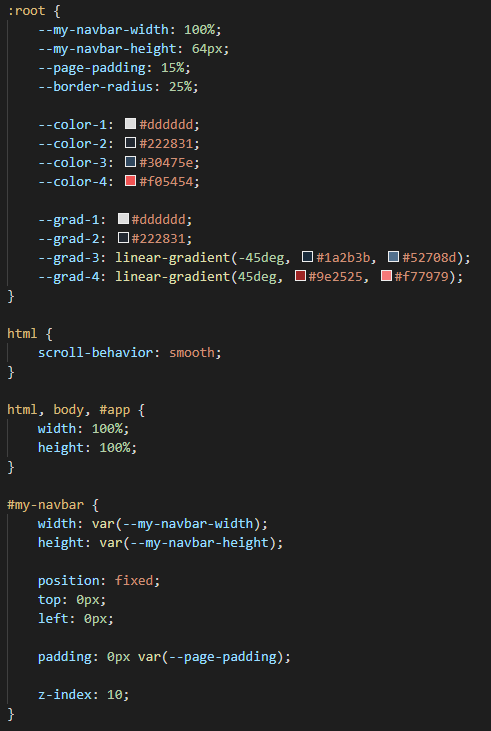 :root {
    --my-navbar-width: 100%;
    --my-navbar-height: 64px;
    --page-padding: 15%;
    --border-radius: 25%;

    --color-1: #dddddd;
    --color-2: #222831;
    --color-3: #30475e;
    --color-4: #f05454;

    --grad-1: #dddddd;
    --grad-2: #222831;
    --grad-3: linear-gradient(-45deg, #1a2b3b, #52708d);
    --grad-4: linear-gradient(45deg, #9e2525, #f77979);
}

html {
    scroll-behavior: smooth;
}

html, body, #app {
    width: 100%;
    height: 100%;
}

#my-navbar {
    width: var(--my-navbar-width);
    height: var(--my-navbar-height);

    position: fixed;
    top: 0px;
    left: 0px;

    padding: 0px var(--page-padding);

    z-index: 10;
}